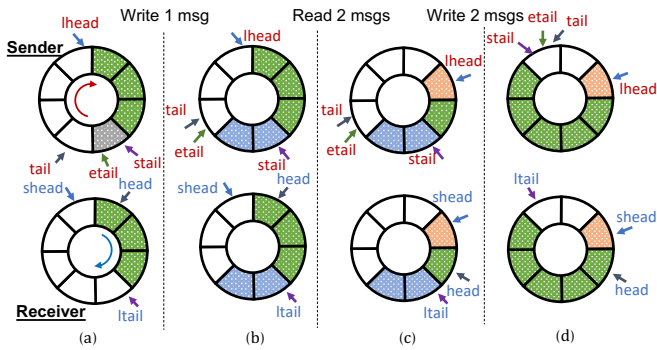 Write 1 msg Read 2 msgs Write 2 msgs
lhead lhead lhead stail etail tail
Sender
lhead
tail etail stail
tail etail stail
tail etail stail
shead head
shead head
shead
head
ltail
shead
head
ltail ltail ltail
Receiver
(a) (b) (c) (d)